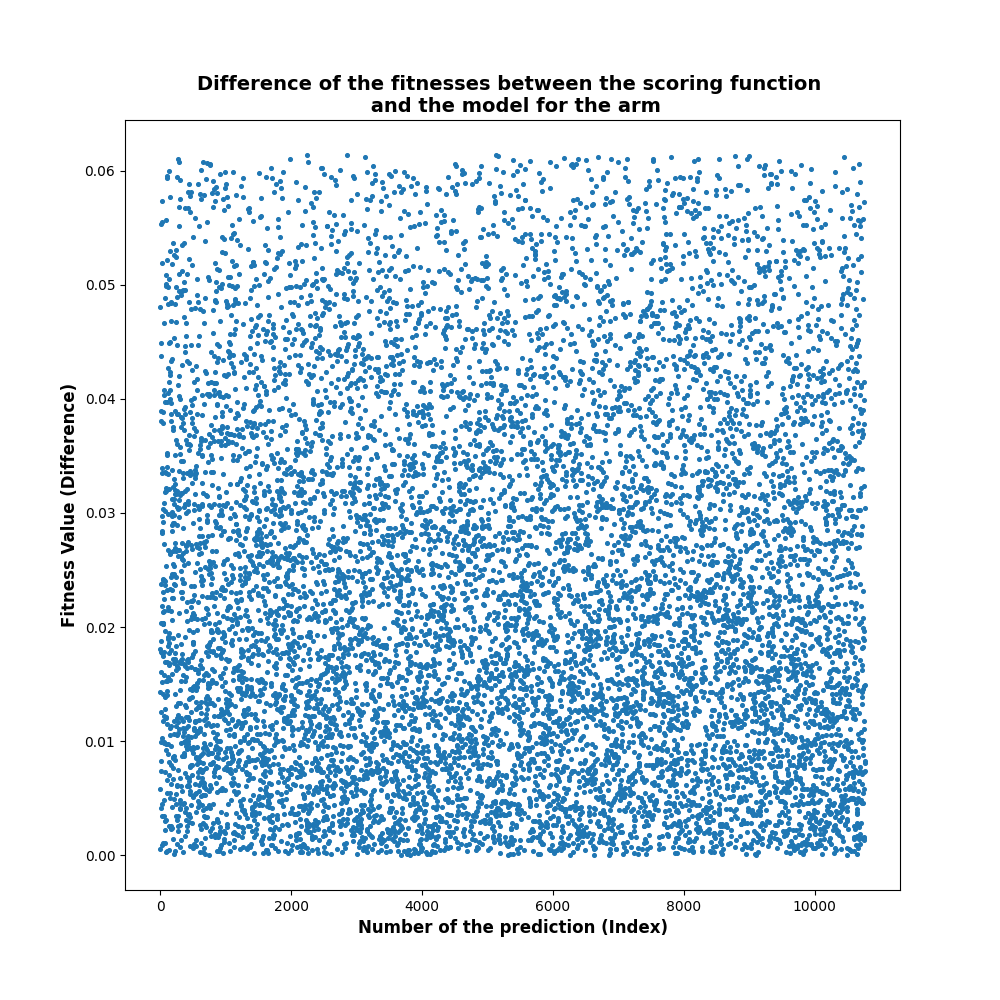 Difference of the fitnesses between the scoring function
and the model for the arm
0.06
0.05
0.04
0.03
0.02
0.01
0.00
Fitness Value (Difference)
0 2000 4000 6000 8000 10000
Number of the prediction (Index)